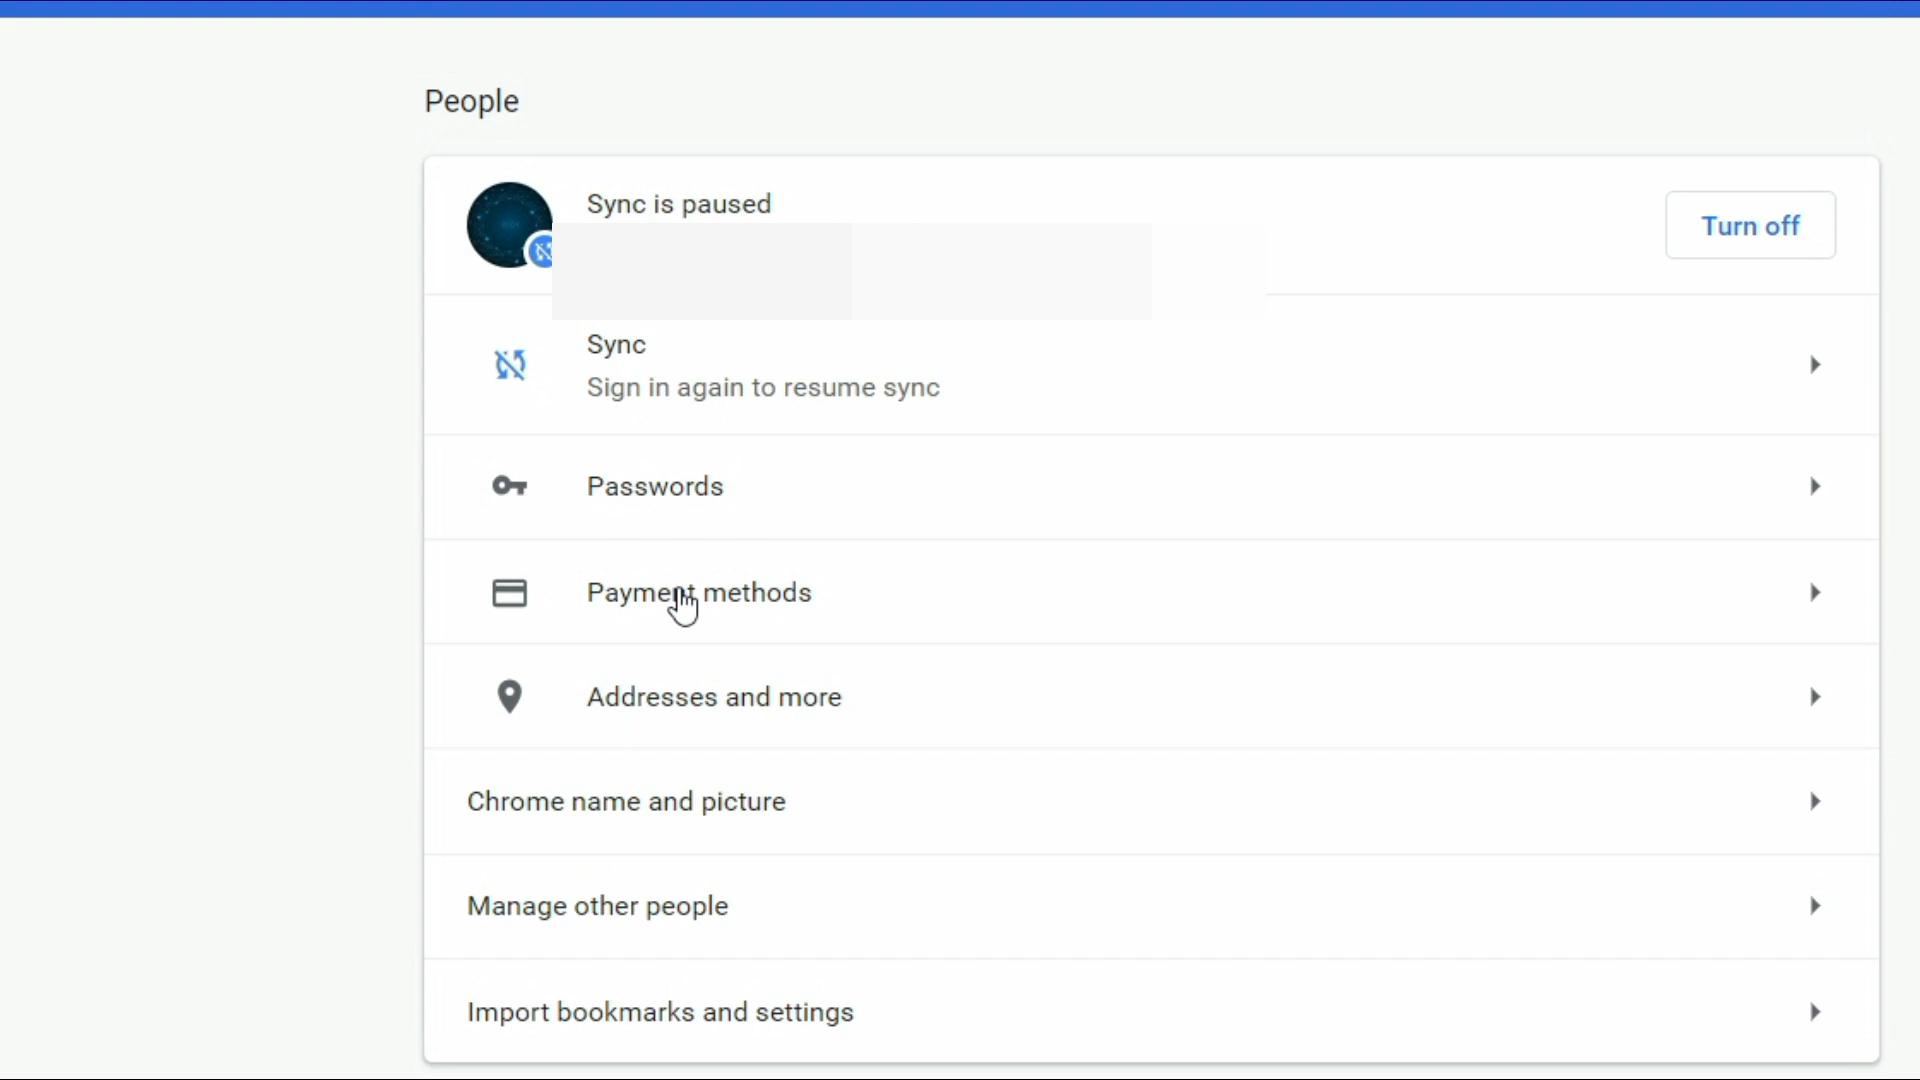 People
Sync is paused
Turn off
Sync
Sign in again to resume sync
Passwords
Payment methods
Addresses and more
Chrome name and picture
Manage other people
Import bookmarks and settings